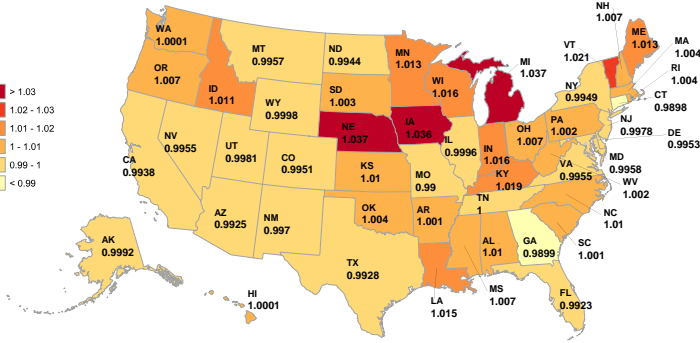 > 1.03
1.02 - 1.03
1.01 - 1.02
1 - 1.01
0.99 - 1
< 0.99
WA
1.0001
OR
1.007
ID
1.011
MT
0.9957
ND
0.9944
MN
1.013
WI
1.016
MI
1.037
VT
1.021
NH
1.007
ME
1.013
MA
1.004
RI
1.004
CT
0.9898
NY
0.9949
NJ
0.9978
DE
0.9953
MD
0.9958
WV
1.002
PA
1.002
VA
0.9955
NC
1.01
SC
1.001
SD
1.003
WY
0.9998
NE
1.037
IA
1.036
IL
0.9996
IN
1.016
OH
1.007
KY
1.019
NV
0.9955
UT
0.9981
CO
0.9951
CA
0.9938
KS
1.01
MO
0.99
TN
1
AZ
0.9925
NM
0.997
OK
1.004
AR
1.001
AL
1.01
GA
0.9899
MS
1.007
LA
1.015
TX
0.9928
FL
0.9923
AK
0.9992
HI
1.0001